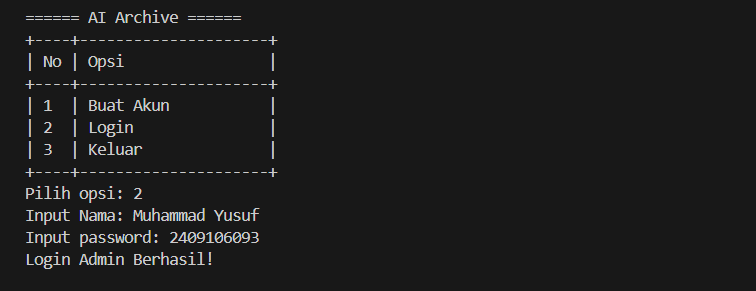 ====== AI Archive ======
+----+---------------------+
| No | Opsi                |
+----+---------------------+
| 1  | Buat Akun           |
| 2  | Login               |
| 3  | Keluar              |
+----+---------------------+
Pilih opsi: 2
Input Nama: Muhammad Yusuf
Input password: 2409106093
Login Admin Berhasil!